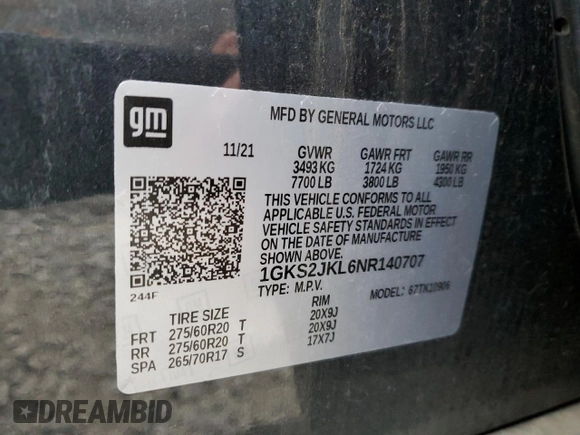 gm
MFD BY GENERAL MOTORS LLC
11/21 GVWR GAWR FRT GAWR RR
3493 KG 1724 KG 1950 KG
7700 LB 3800 LB 4300 LB
THIS VEHICLE CONFORMS TO ALL
APPLICABLE U.S. FEDERAL MOTOR
VEHICLE SAFETY STANDARDS IN EFFECT
ON THE DATE OF MANUFACTURE
SHOWN ABOVE.
1GKS2JKL6NR140707
TYPE: M.P.V. MODEL: 67TK10906
244F
TIRE SIZE RIM
FRT 275/60R20 T 20X9J
RR 275/60R20 T 20X9J
SPA 265/70R17 S 17X7J
DREAMBID